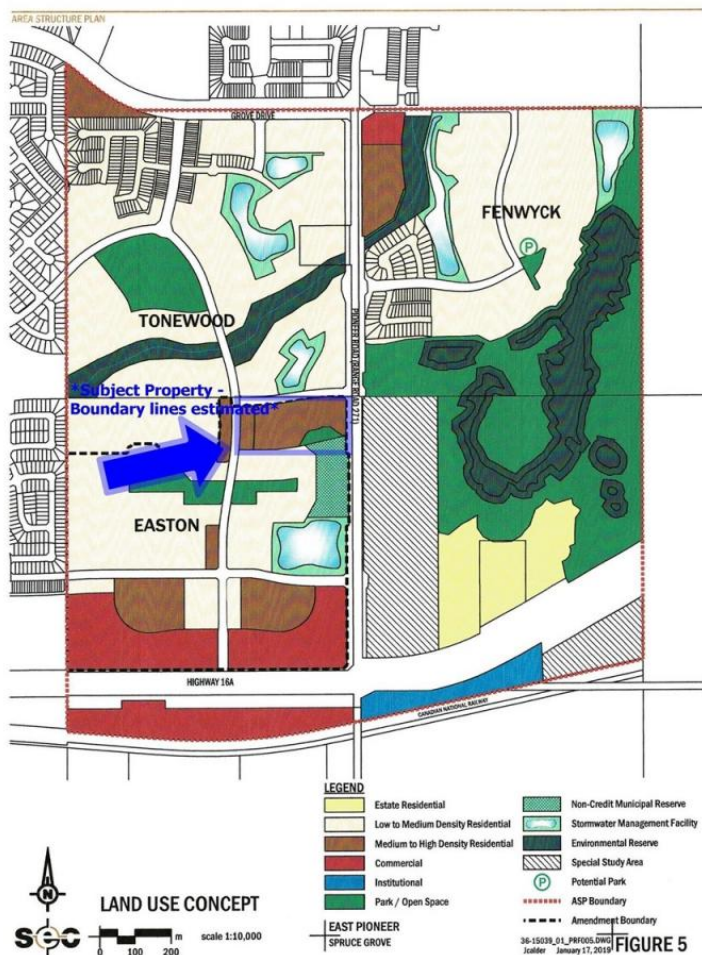 AREA STRUCTURE PLAN
GROVE DRIVE
FENWYCK
P
TONEWOOD
PIONEER ROAD (RANGE ROAD 271)
*Subject Property -
Boundary lines estimated*
EASTON
HIGHWAY 16A
CANADIAN NATIONAL RAILWAY
LEGEND
Estate Residential
Low to Medium Density Residential
Medium to High Density Residential
Commercial
Institutional
Park / Open Space
Non-Credit Municipal Reserve
Stormwater Management Facility
Environmental Reserve
Special Study Area
P Potential Park
ASP Boundary
Amendment Boundary
N
LAND USE CONCEPT
sec
m
scale 1:10,000
0 100 200
EAST PIONEER
SPRUCE GROVE
36-15039_01_PRF005.DWG
Jcalder January 17, 2019
FIGURE 5